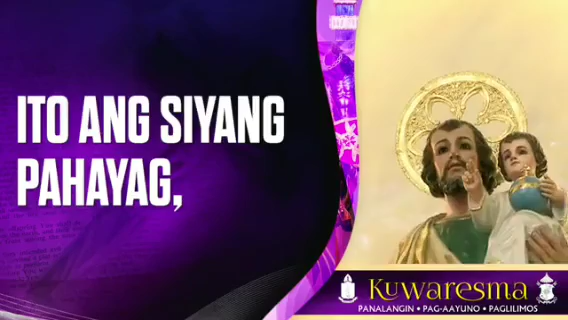 ITO ANG SIYANG
PAHAYAG,
Kuwaresma
PANALANGIN • PAG-AAYUNO • PAGLILIMOS